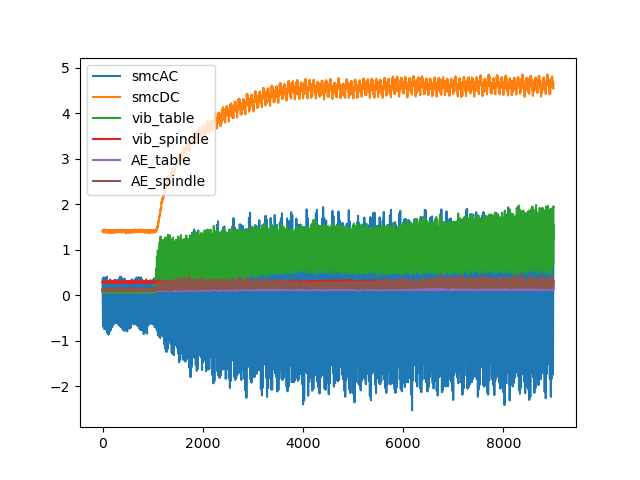 5
4
3
2
1
0
−1
−2
0
2000
4000
6000
8000
smcAC
smcDC
vib_table
vib_spindle
AE_table
AE_spindle